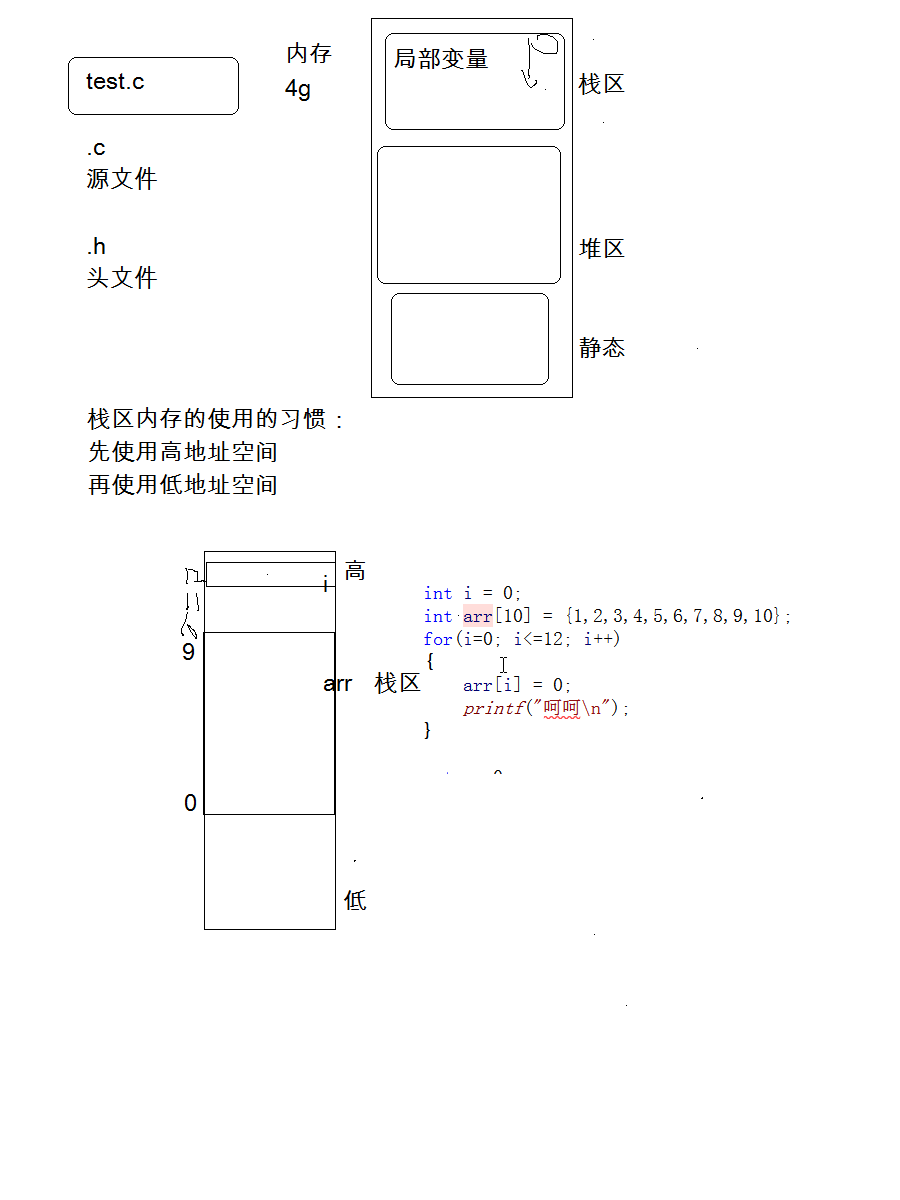 test.c
内存
4g
局部变量
栈区
.c
源文件
堆区
.h
头文件
静态
栈区内存的使用的习惯：
先使用高地址空间
再使用低地址空间
高
i
9
arr
栈区
0
低
int i = 0;
int arr[10] = {1,2,3,4,5,6,7,8,9,10};
for(i=0; i<=12; i++)
{
arr[i] = 0;
printf("呵呵\n");
}